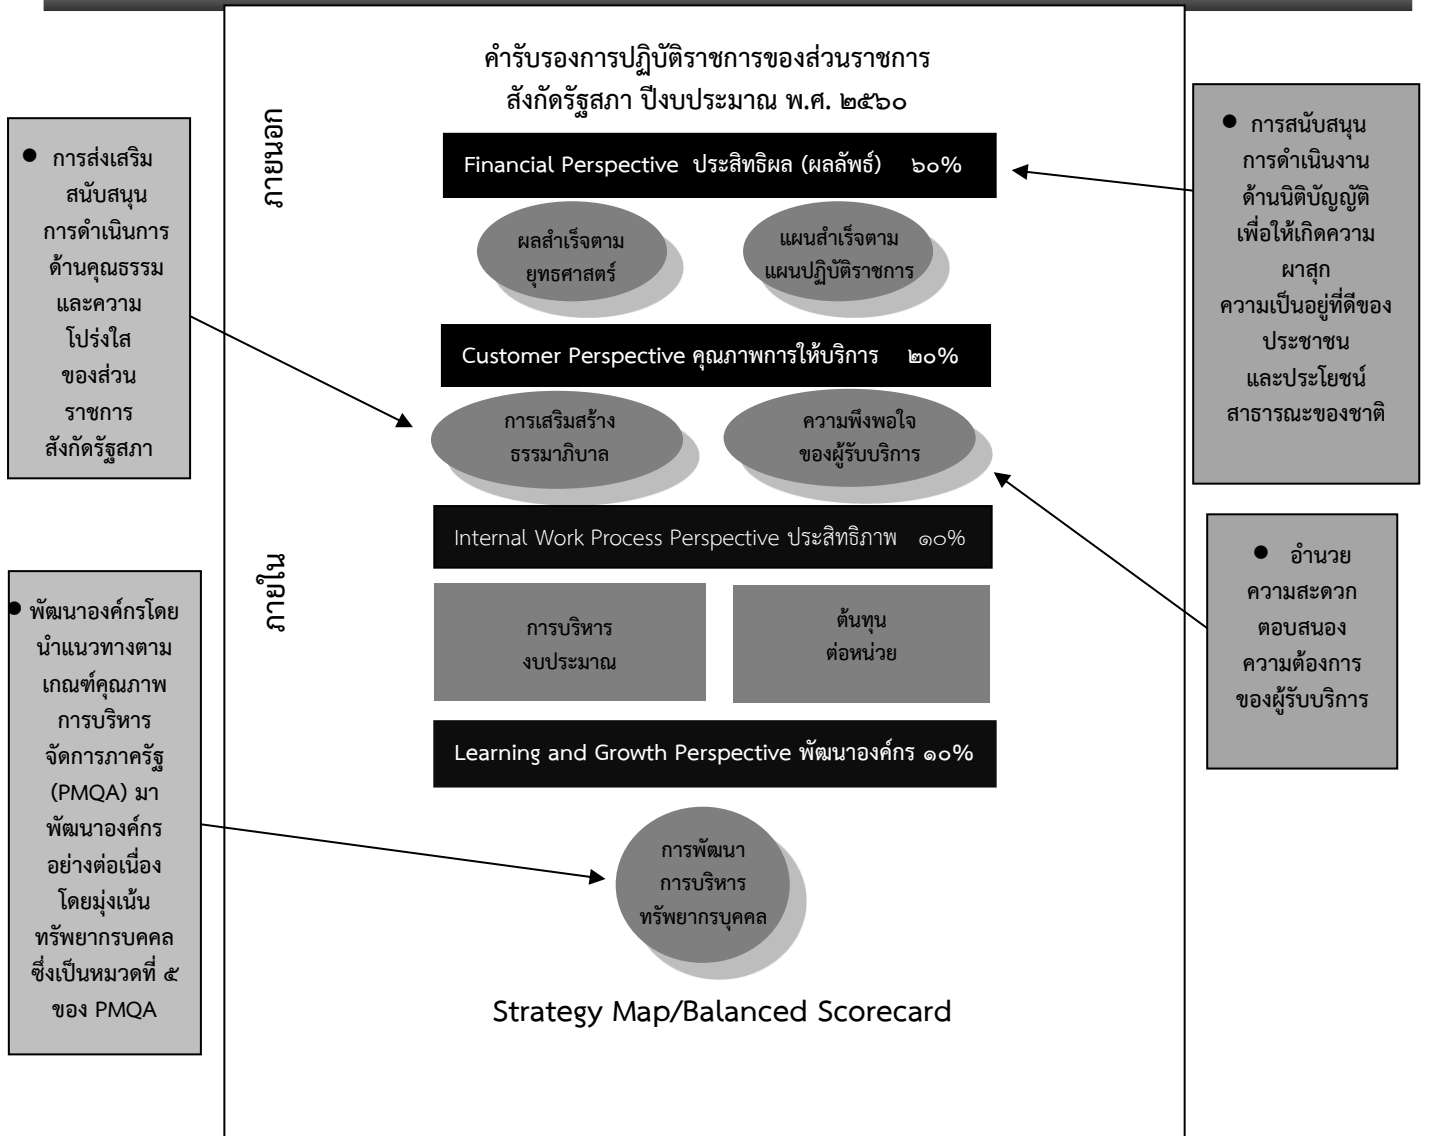 คำรับรองการปฏิบัติราชการของส่วนราชการ
สังกัดรัฐสภา ปีงบประมาณ พ.ศ. ๒๕๖๐
ภายนอก
Financial Perspective ประสิทธิผล (ผลลัพธ์) ๖๐%
ผลสำเร็จตาม
ยุทธศาสตร์
แผนสำเร็จตาม
แผนปฏิบัติราชการ
Customer Perspective คุณภาพการให้บริการ ๒๐%
การเสริมสร้าง
ธรรมาภิบาล
ความพึงพอใจ
ของผู้รับบริการ
ภายใน
Internal Work Process Perspective ประสิทธิภาพ ๑๐%
การบริหาร
งบประมาณ
ต้นทุน
ต่อหน่วย
Learning and Growth Perspective พัฒนาองค์กร ๑๐%
การพัฒนา
การบริหาร
ทรัพยากรบุคคล
Strategy Map/Balanced Scorecard
● การส่งเสริม
สนับสนุน
การดำเนินการ
ด้านคุณธรรม
และความ
โปร่งใส
ของส่วน
ราชการ
สังกัดรัฐสภา
● พัฒนาองค์กรโดย
นำแนวทางตาม
เกณฑ์คุณภาพ
การบริหาร
จัดการภาครัฐ
(PMQA) มา
พัฒนาองค์กร
อย่างต่อเนื่อง
โดยมุ่งเน้น
ทรัพยากรบคคล
ซึ่งเป็นหมวดที่ ๕
ของ PMQA
● การสนับสนุน
การดำเนินงาน
ด้านนิติบัญญัติ
เพื่อให้เกิดความ
ผาสุก
ความเป็นอยู่ที่ดีของ
ประชาชน
และประโยชน์
สาธารณะของชาติ
● อำนวย
ความสะดวก
ตอบสนอง
ความต้องการ
ของผู้รับบริการ